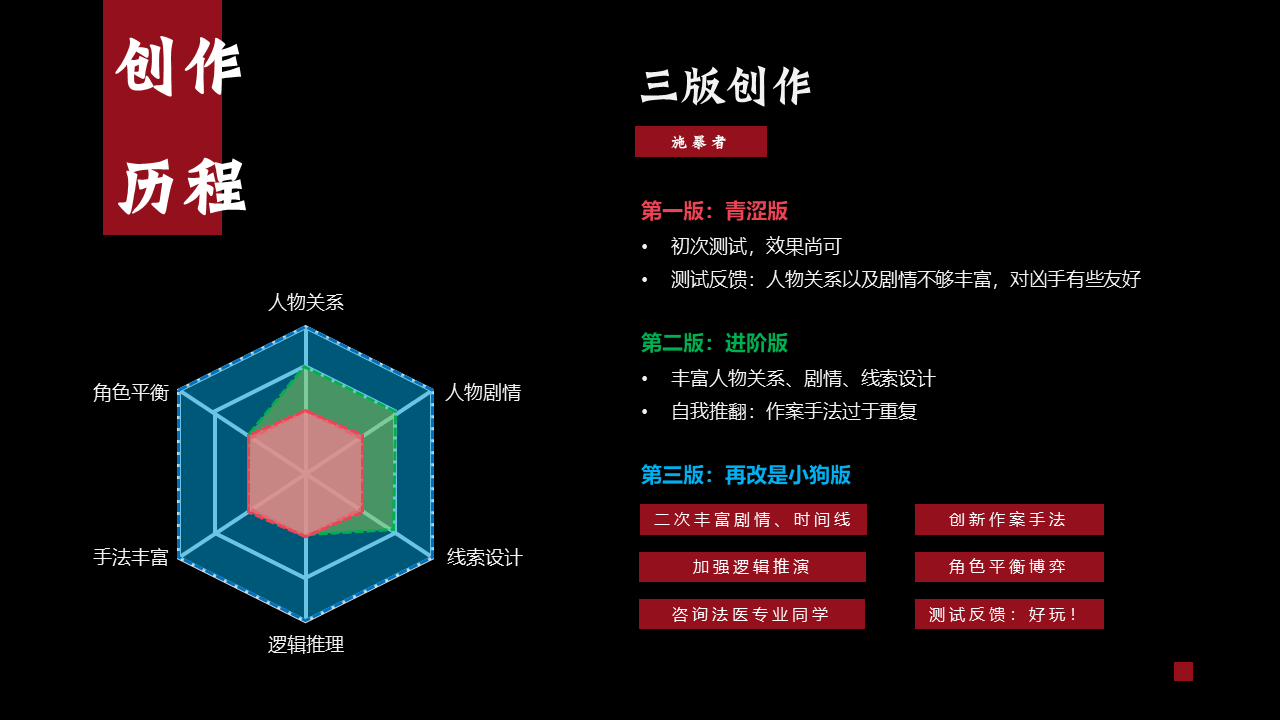 创作
历程
三版创作
施暴者
第一版：青涩版
• 初次测试，效果尚可
• 测试反馈：人物关系以及剧情不够丰富，对凶手有些友好
第二版：进阶版
• 丰富人物关系、剧情、线索设计
• 自我推翻：作案手法过于重复
第三版：再改是小狗版
二次丰富剧情、时间线
创新作案手法
加强逻辑推演
角色平衡博弈
咨询法医专业同学
测试反馈：好玩！
人物关系
角色平衡
人物剧情
手法丰富
线索设计
逻辑推理